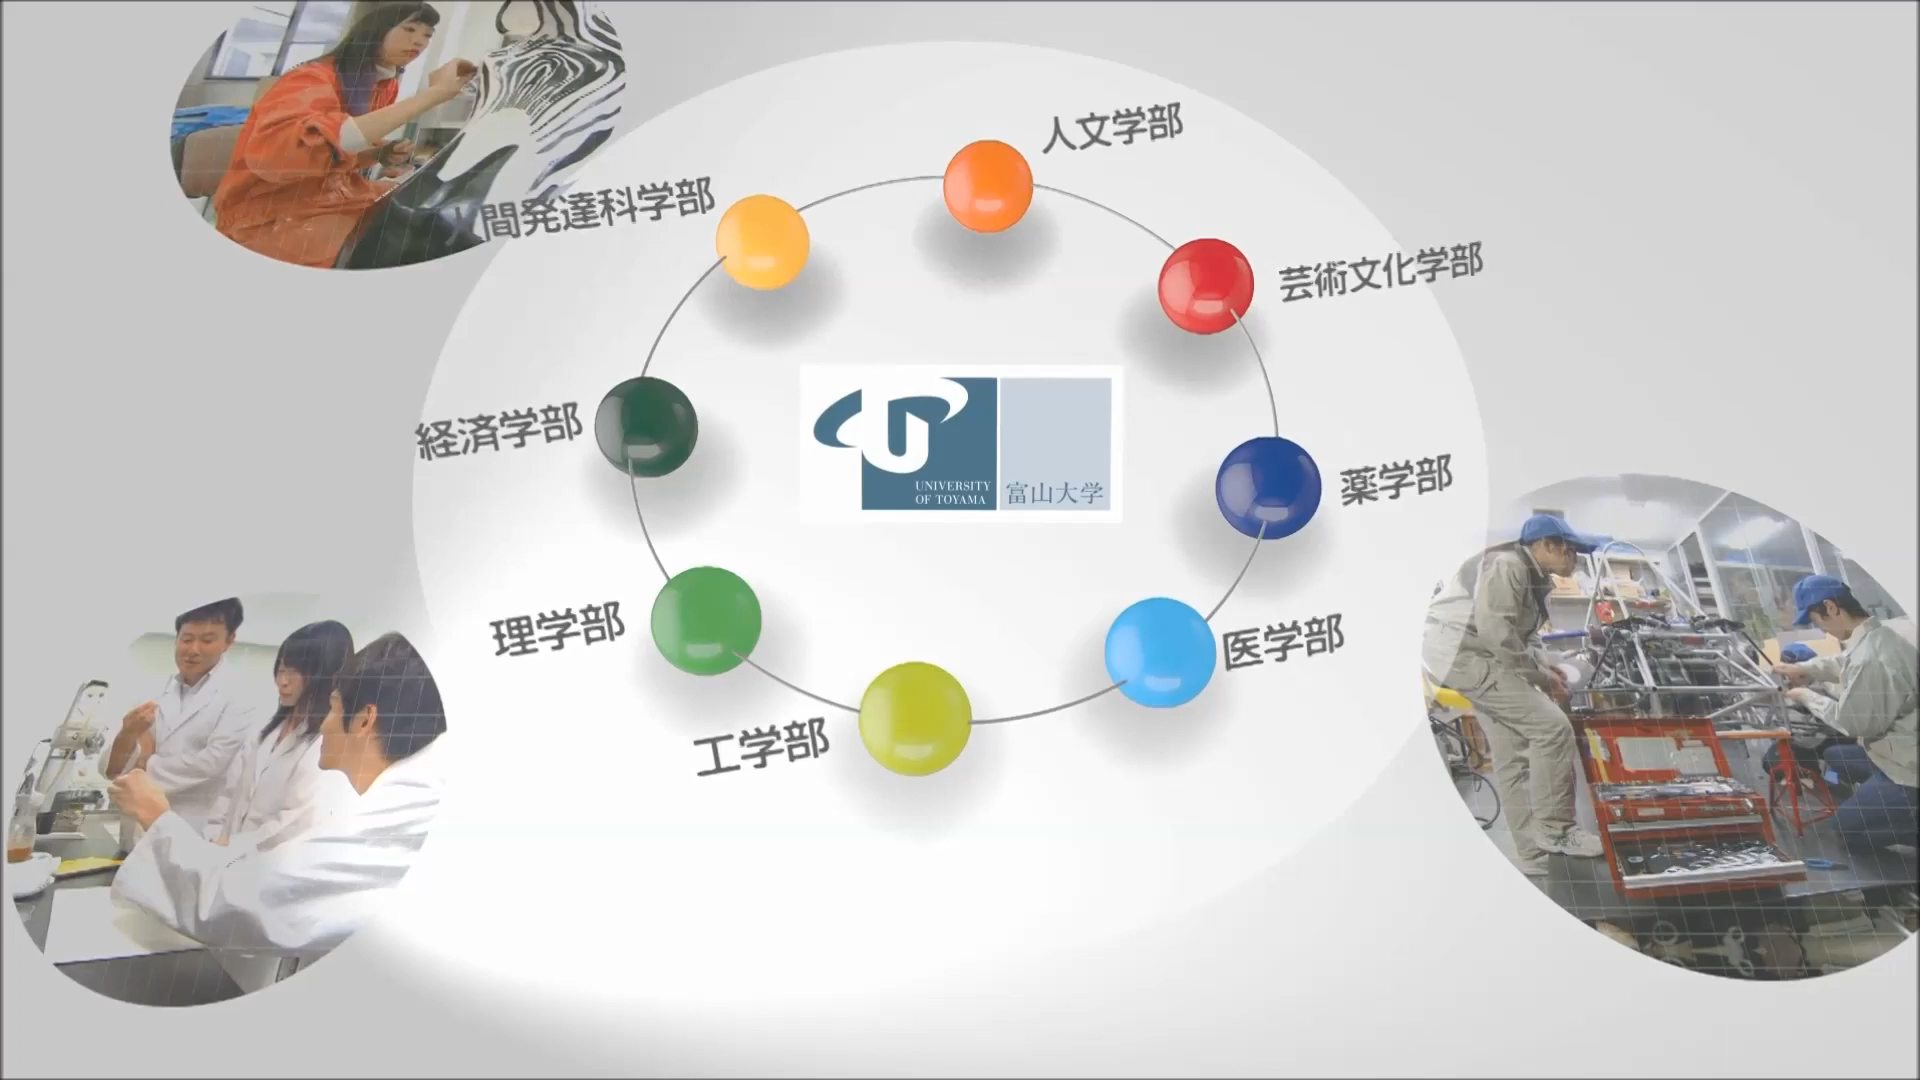 人文学部
人間発達科学部
芸術文化学部
経済学部
UNIVERSITY
OF TOYAMA
富山大学
薬学部
理学部
医学部
工学部